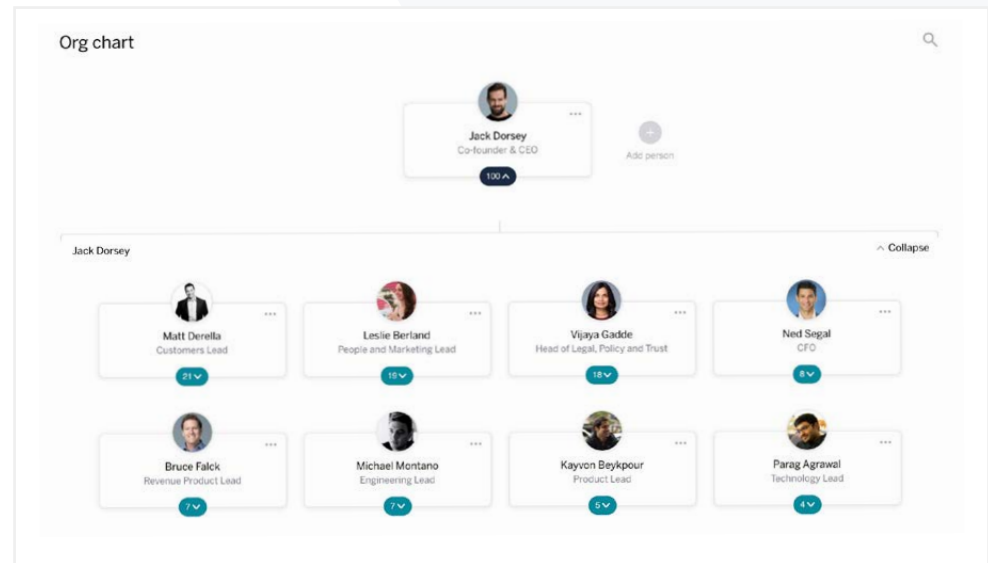 Org chart
Jack Dorsey
Co-founder & CEO
100
Add person
Jack Dorsey
Collapse
Matt Derella
Customers Lead
21
Leslie Berland
People and Marketing Lead
19
Vijaya Gadde
Head of Legal, Policy and Trust
18
Ned Segal
CFO
8
Bruce Falck
Revenue Product Lead
7
Michael Montano
Engineering Lead
7
Kayvon Beykpour
Product Lead
5
Parag Agrawal
Technology Lead
4